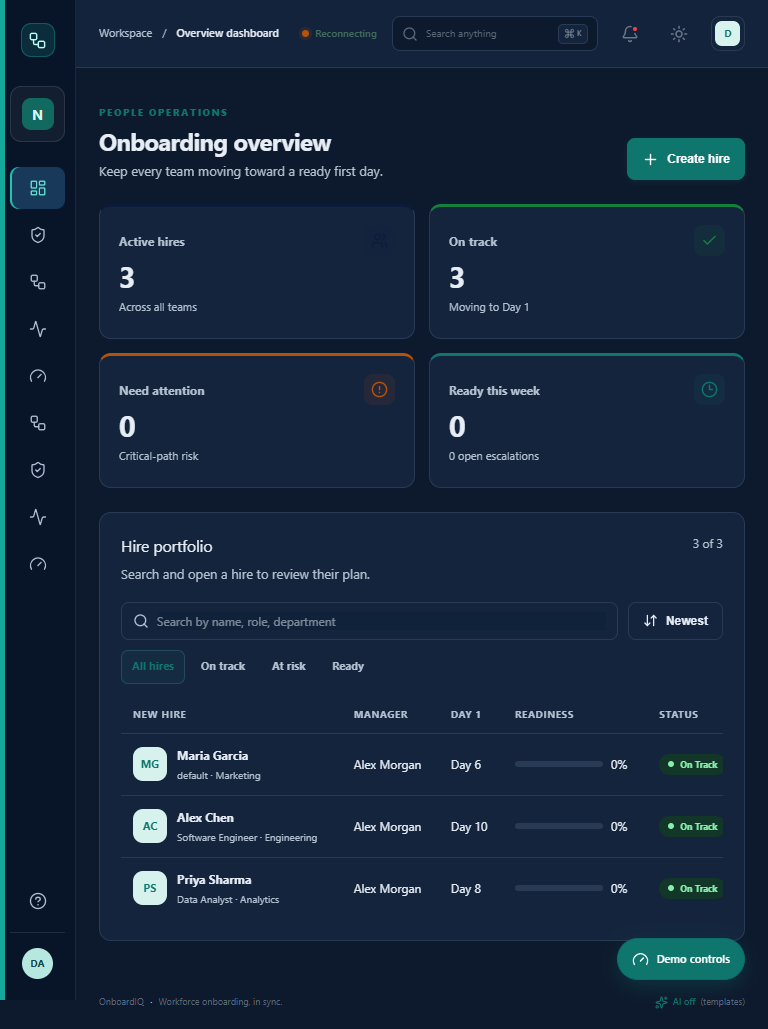 Workspace / Overview dashboard
Reconnecting
Search anything
⌘ K
D
N
PEOPLE OPERATIONS
Onboarding overview
Keep every team moving toward a ready first day.
Create hire
Active hires
3
Across all teams
On track
3
Moving to Day 1
Need attention
0
Critical-path risk
Ready this week
0
0 open escalations
Hire portfolio
3 of 3
Search and open a hire to review their plan.
Search by name, role, department
Newest
All hires On track At risk Ready
NEW HIRE MANAGER DAY 1 READINESS STATUS
MG Maria Garcia Alex Morgan Day 6 0% On Track
default · Marketing
AC Alex Chen Alex Morgan Day 10 0% On Track
Software Engineer · Engineering
PS Priya Sharma Alex Morgan Day 8 0% On Track
Data Analyst · Analytics
Demo controls
DA
OnboardIQ · Workforce onboarding, in sync.
AI off (templates)